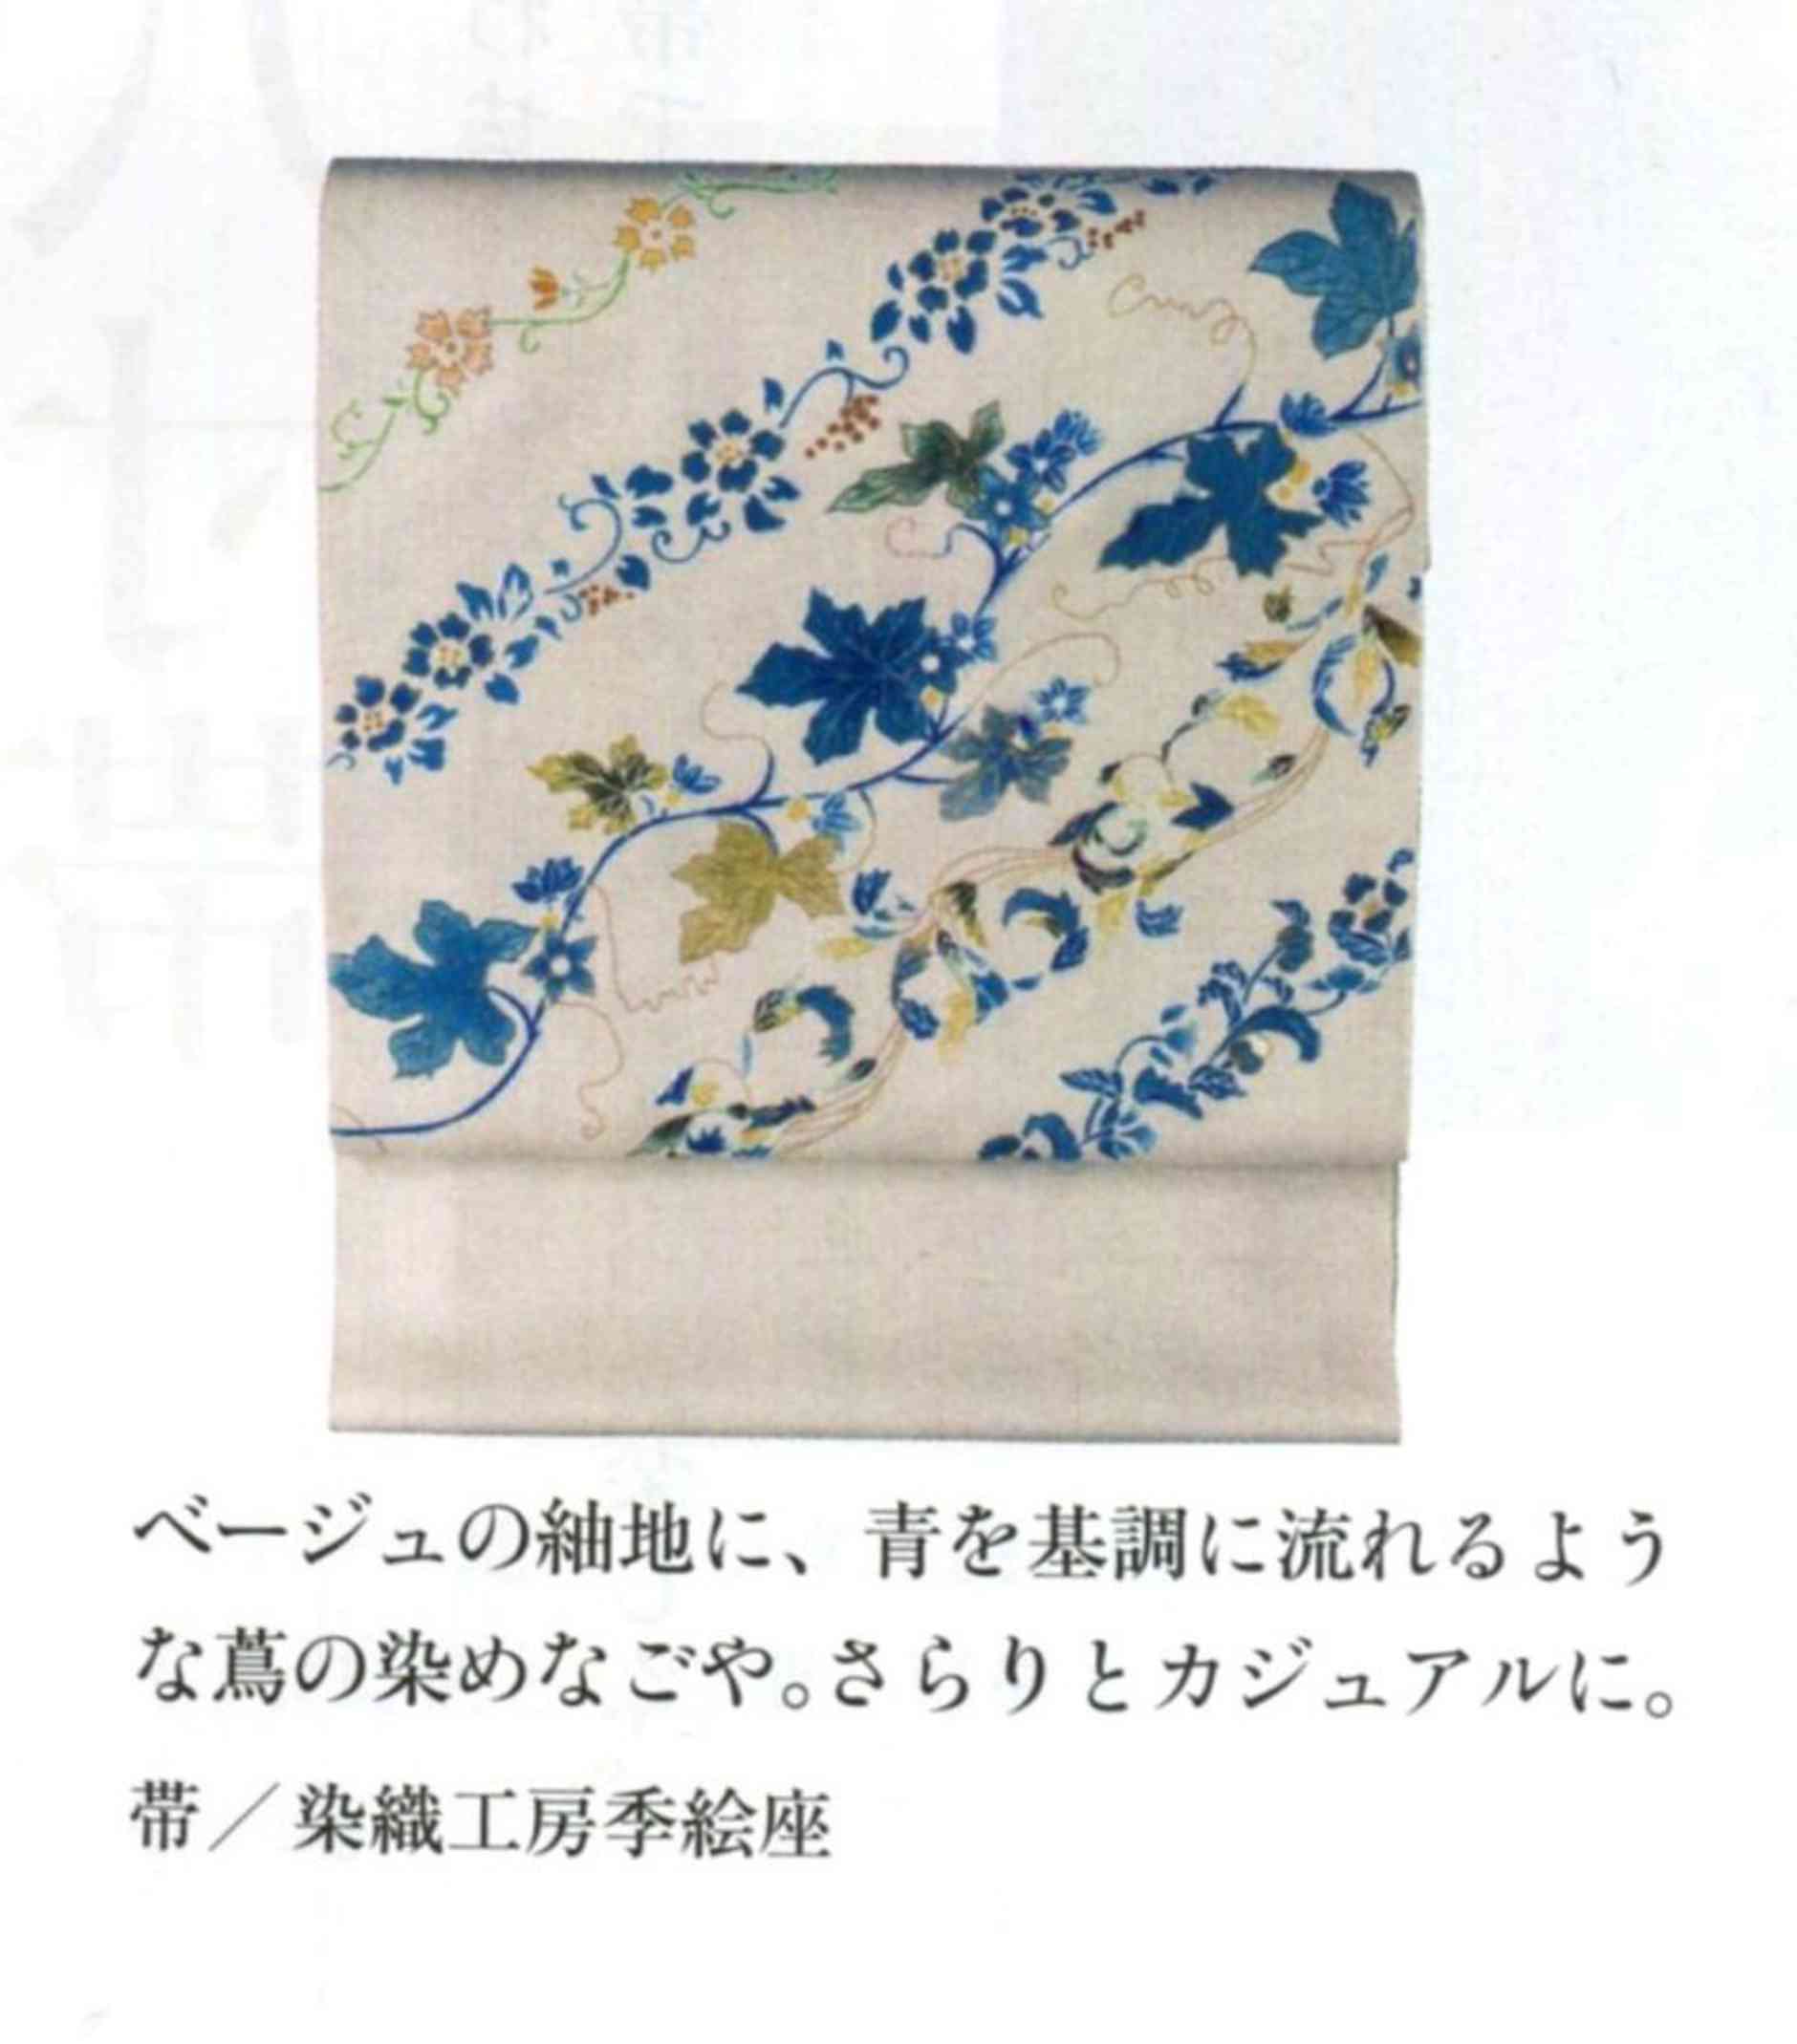 ベージュの紬地に、青を基調に流れるよう
な蔦の染めなごや。さらりとカジュアルに。
帯／染織工房季絵座